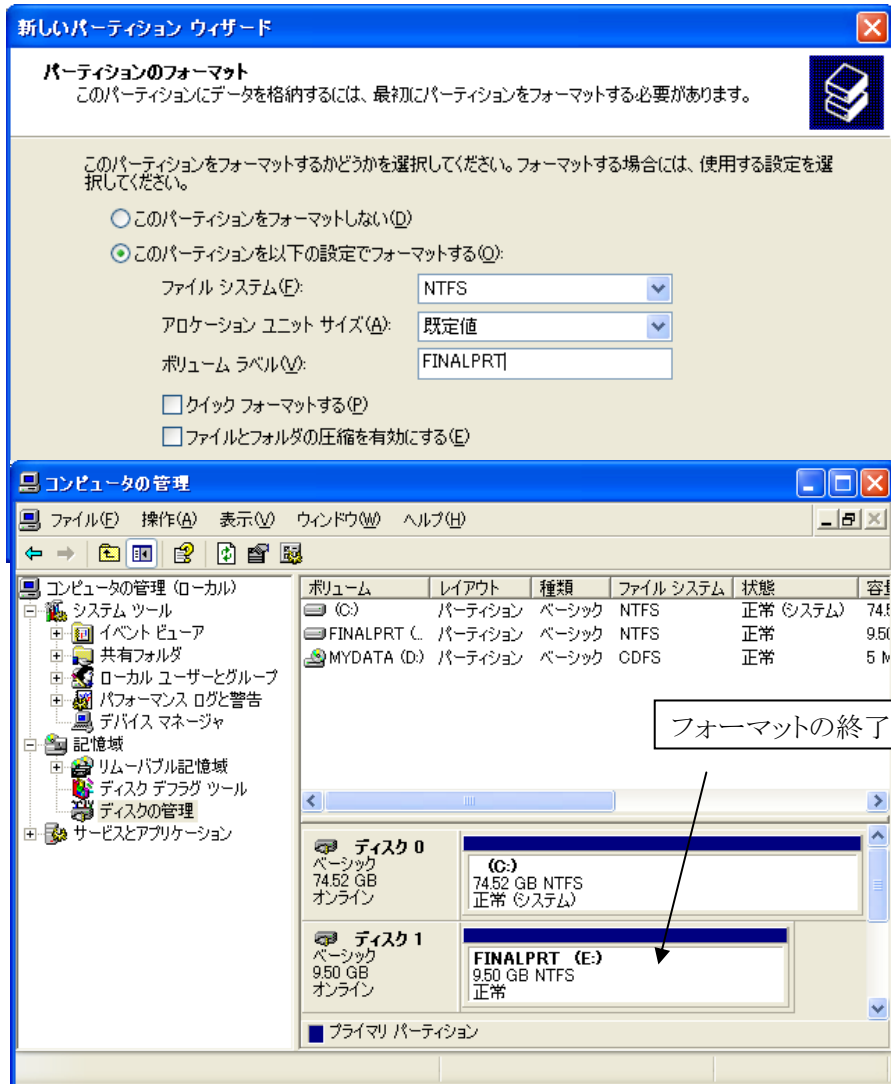 新しいパーティション ウィザード
パーティションのフォーマット
このパーティションにデータを格納するには、最初にパーティションをフォーマットする必要があります。
このパーティションをフォーマットするかどうかを選択してください。フォーマットする場合には、使用する設定を選
択してください。
このパーティションをフォーマットしない(D)
このパーティションを以下の設定でフォーマットする(O):
ファイル システム(F): NTFS
アロケーション ユニット サイズ(A): 既定値
ボリューム ラベル(V): FINALPRT
クイック フォーマットする(P)
ファイルとフォルダの圧縮を有効にする(E)
コンピュータの管理
ファイル(F) 操作(A) 表示(V) ウィンドウ(W) ヘルプ(H)
コンピュータの管理 (ローカル)
システム ツール
イベント ビューア
共有フォルダ
ローカル ユーザーとグループ
パフォーマンス ログと警告
デバイス マネージャ
記憶域
リムーバブル記憶域
ディスク デフラグ ツール
ディスクの管理
サービスとアプリケーション
ボリューム レイアウト 種類 ファイル システム 状態
(C:) パーティション ベーシック NTFS 正常 (システム) 74.5
FINALPRT (... パーティション ベーシック NTFS 正常 9.50
MYDATA (D:) パーティション ベーシック CDFS 正常 5 M
フォーマットの終了
ディスク 0
ベーシック
74.52 GB
オンライン
(C:)
74.52 GB NTFS
正常 (システム)
ディスク 1
ベーシック
9.50 GB
オンライン
FINALPRT (E:)
9.50 GB NTFS
正常
プライマリ パーティション